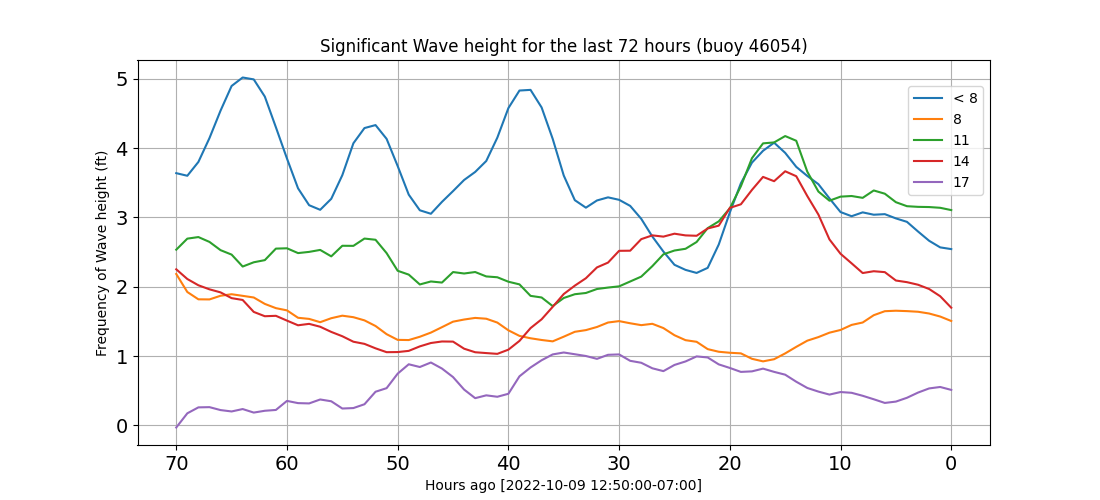 Significant Wave height for the last 72 hours (buoy 46054)
Frequency of Wave height (ft)
5
4
3
2
1
0
< 8
8
11
14
17
70 60 50 40 30 20 10 0
Hours ago [2022-10-09 12:50:00-07:00]